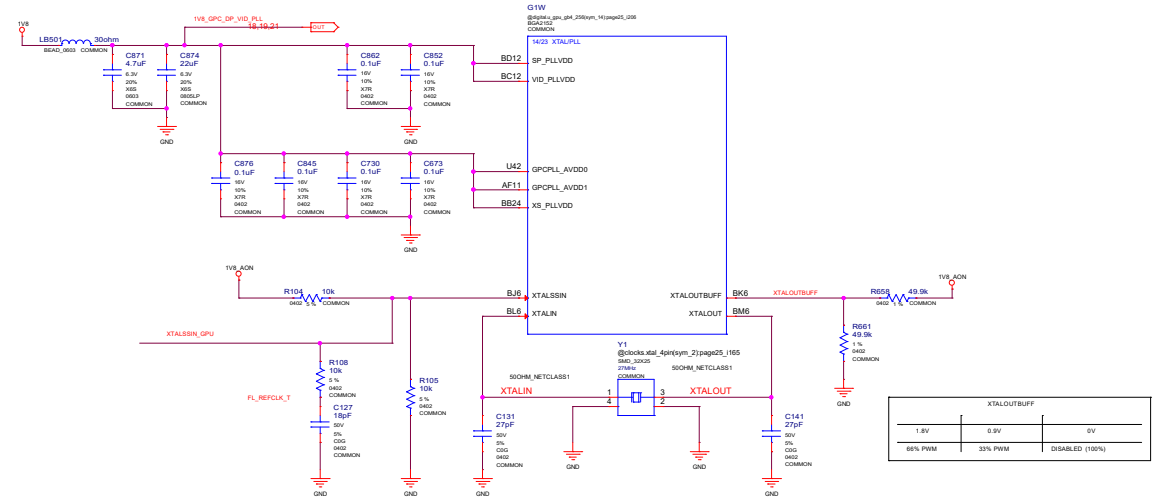 G1W
@digital.u_gpu_gb4_256(sym_14):page25_i206
BGA2152
COMMON
1V8
1V8_GPC_DP_VID_PLL
18,19,21
OUT
LB501
30ohm
BEAD_0603 COMMON
14/23 XTAL/PLL
C871
4.7uF
6.3V
20%
X6S
0603
COMMON
C874
22uF
6.3V
20%
X6S
0805LP
COMMON
C862
0.1uF
16V
10%
X7R
0402
COMMON
C852
0.1uF
16V
10%
X7R
0402
COMMON
BD12
SP_PLLVDD
BC12
VID_PLLVDD
GND
GND
C876
0.1uF
16V
10%
X7R
0402
COMMON
C845
0.1uF
16V
10%
X7R
0402
COMMON
C730
0.1uF
16V
10%
X7R
0402
COMMON
C673
0.1uF
16V
10%
X7R
0402
COMMON
U42
GPCPLL_AVDD0
AF11
GPCPLL_AVDD1
BB24
XS_PLLVDD
GND
1V8_AON
R104
10k
0402 5 % COMMON
BJ6
XTALSSIN
BL6
XTALIN
XTALOUTBUFF
BK6
XTALOUT
BM6
XTALOUTBUFF
R658
49.9k
0402 1 % COMMON
1V8_AON
R661
49.9k
1 %
0402
COMMON
GND
XTALSSIN_GPU
R108
10k
5 %
0402
COMMON
FL_REFCLK_T
C127
18pF
50V
5%
C0G
0402
COMMON
GND
R105
10k
5 %
0402
COMMON
GND
Y1
@clocks.xtal_4pin(sym_2):page25_i165
SMD_32X25
27MHz
COMMON
50OHM_NETCLASS1
50OHM_NETCLASS1
XTALIN
1
4
3
2
XTALOUT
C131
27pF
50V
5%
C0G
0402
COMMON
GND
GND
GND
C141
27pF
50V
5%
C0G
0402
COMMON
GND
XTALOUTBUFF
1.8V 0.9V 0V
66% PWM 33% PWM DISABLED (100%)